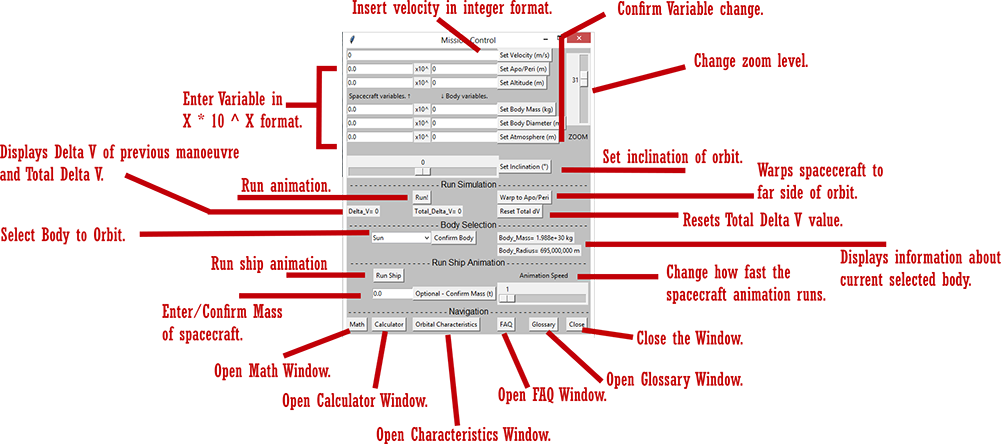 Insert velocity in integer format.
Confirm Variable change.
Mission Control
0
Set Velocity (m/s)
0.0
x10^
0
Set Apo/Peri (m)
0.0
x10^
0
Set Altitude (m)
Spacecraft variables. ↑
↓ Body variables.
0.0
x10^
0
Set Body Mass (kg)
0.0
x10^
0
Set Body Diameter (m
0.0
x10^
0
Set Atmosphere (m)
31
ZOOM
Change zoom level.
Enter Variable in
X * 10 ^ X format.
0
Set Inclination (°)
Set inclination of orbit.
Displays Delta V of previous manoeuvre
and Total Delta V.
Run animation.
Run Simulation
Run!
Warp to Apo/Peri
Warps spacecraft to
far side of orbit.
Delta_V= 0
Total_Delta_V= 0
Reset Total dV
Resets Total Delta V value.
Select Body to Orbit.
Body Selection
Sun
Confirm Body
Body_Mass= 1.988e+30 kg
Body_Radius= 695,000,000 m
Displays information about
current selected body.
Run ship animation
Run Ship Animation
Run Ship
Animation Speed
Change how fast the
spacecraft animation runs.
0.0
Optional - Confirm Mass (t)
1
Enter/Confirm Mass
of spacecraft.
Navigation
Math
Calculator
Orbital Characteristics
FAQ
Glossary
Close
Close the Window.
Open Math Window.
Open Glossary Window.
Open Calculator Window.
Open FAQ Window.
Open Characteristics Window.